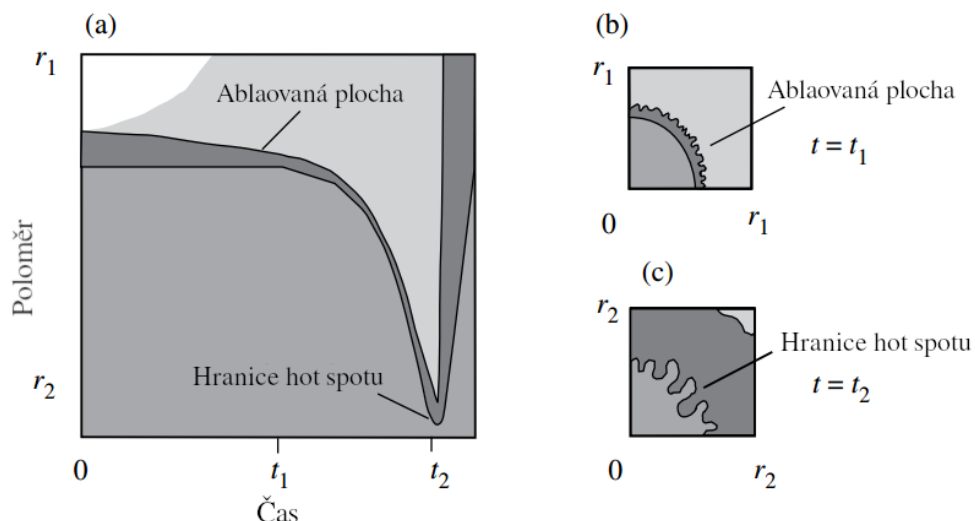 (a)
r1
Ablaovaná plocha
Poloměr
r2
Hranice hot spotu
0
t1
t2
Čas
(b)
r1
Ablaovaná plocha
t = t1
0
r1
(c)
r2
Hranice hot spotu
t = t2
0
r2